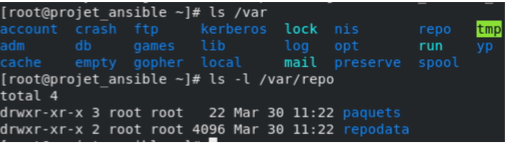 [root@projet_ansible ~]# ls /var
account crash ftp kerberos lock nis repo tmp
adm db games lib log opt run yp
cache empty gopher local mail preserve spool
[root@projet_ansible ~]# ls -l /var/repo
total 4
drwxr-xr-x 3 root root 22 Mar 30 11:22 paquets
drwxr-xr-x 2 root root 4096 Mar 30 11:22 repodata